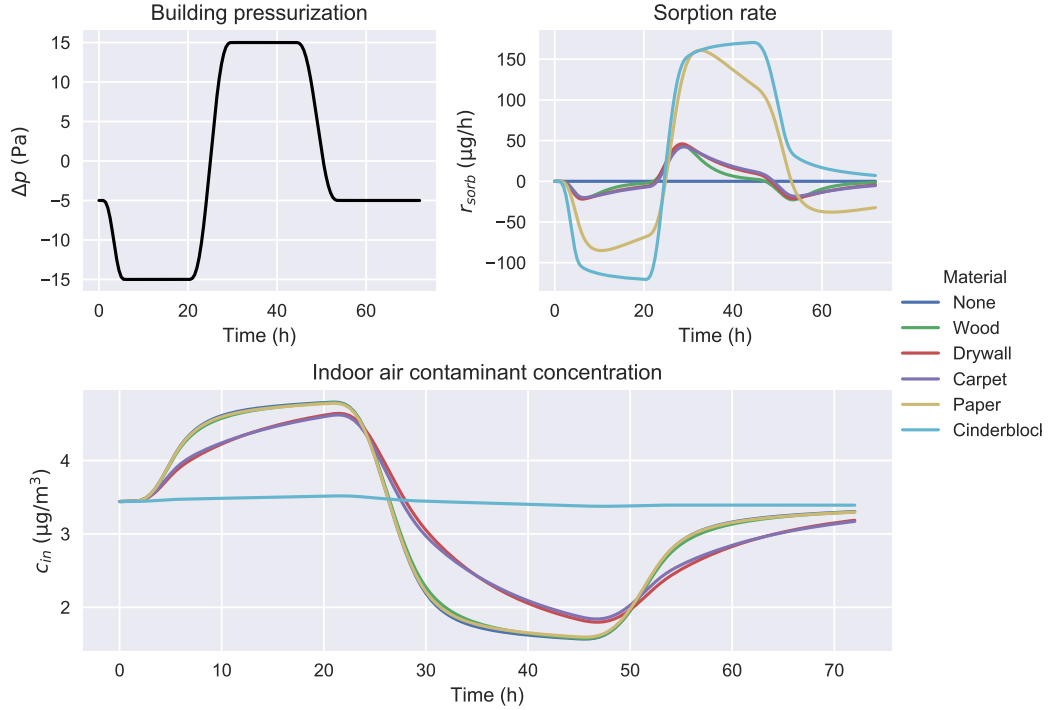 Building pressurization
Sorption rate
15
10
5
0
−5
−10
−15
Δp (Pa)
0
20
40
60
Time (h)
150
100
50
0
−50
−100
r_sorb (µg/h)
0
20
40
60
Time (h)
Material
None
Wood
Drywall
Carpet
Paper
Cinderblock
Indoor air contaminant concentration
4
3
2
c_in (µg/m³)
0
10
20
30
40
50
60
70
Time (h)